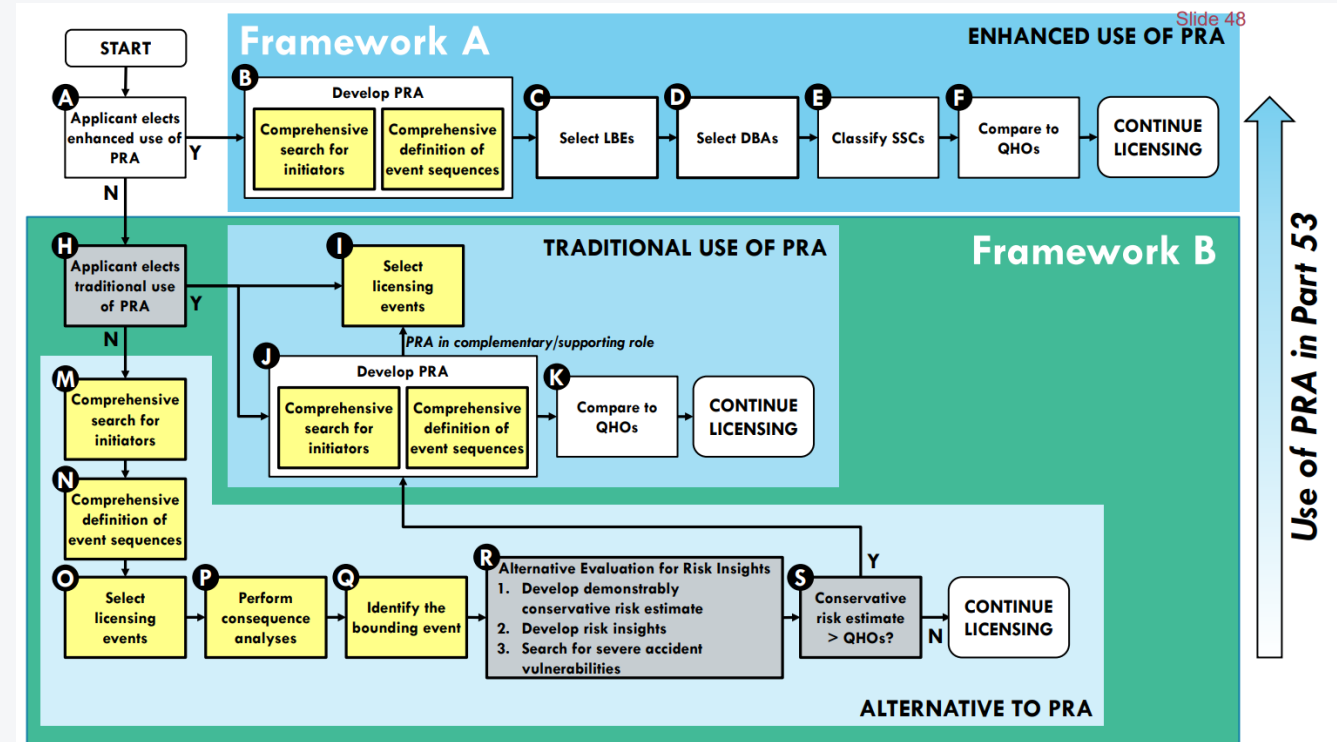 Slide 48
START
Framework A
ENHANCED USE OF PRA
A
Applicant elects
enhanced use of
PRA
Y
N
B
Develop PRA
Comprehensive
search for
initiators
Comprehensive
definition of
event sequences
C
Select LBEs
D
Select DBAs
E
Classify SSCs
F
Compare to
QHOs
CONTINUE
LICENSING
Framework B
TRADITIONAL USE OF PRA
H
Applicant elects
traditional use
of PRA
Y
N
I
Select
licensing
events
PRA in complementary/supporting role
J
Develop PRA
Comprehensive
search for
initiators
Comprehensive
definition of
event sequences
K
Compare to
QHOs
CONTINUE
LICENSING
M
Comprehensive
search for
initiators
N
Comprehensive
definition of
event sequences
O
Select
licensing
events
P
Perform
consequence
analyses
Q
Identify the
bounding event
R
Alternative Evaluation for Risk Insights
1. Develop demonstrably
conservative risk estimate
2. Develop risk insights
3. Search for severe accident
vulnerabilities
S
Conservative
risk estimate
> QHOs?
Y
N
CONTINUE
LICENSING
ALTERNATIVE TO PRA
Use of PRA in Part 53